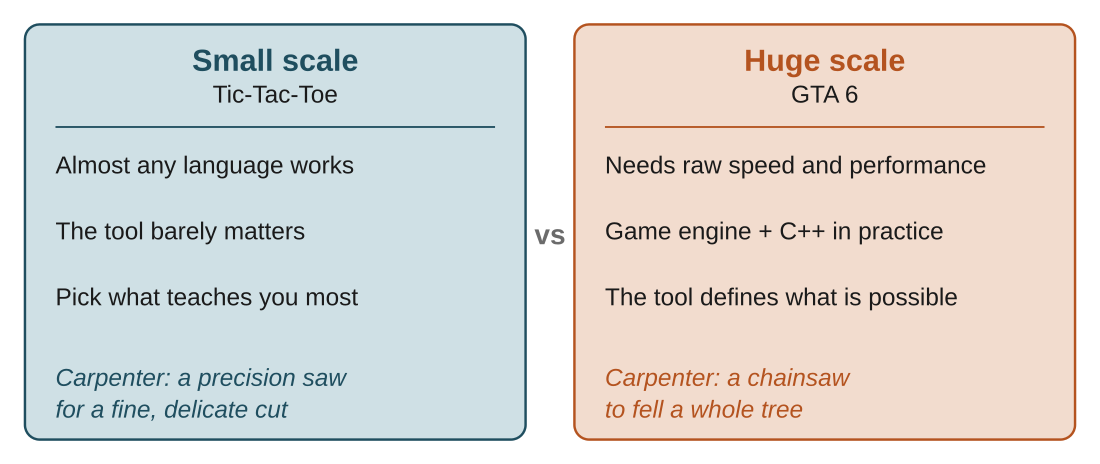 Small scale
Tic-Tac-Toe
Almost any language works
The tool barely matters
Pick what teaches you most
Carpenter: a precision saw
for a fine, delicate cut
vs
Huge scale
GTA 6
Needs raw speed and performance
Game engine + C++ in practice
The tool defines what is possible
Carpenter: a chainsaw
to fell a whole tree